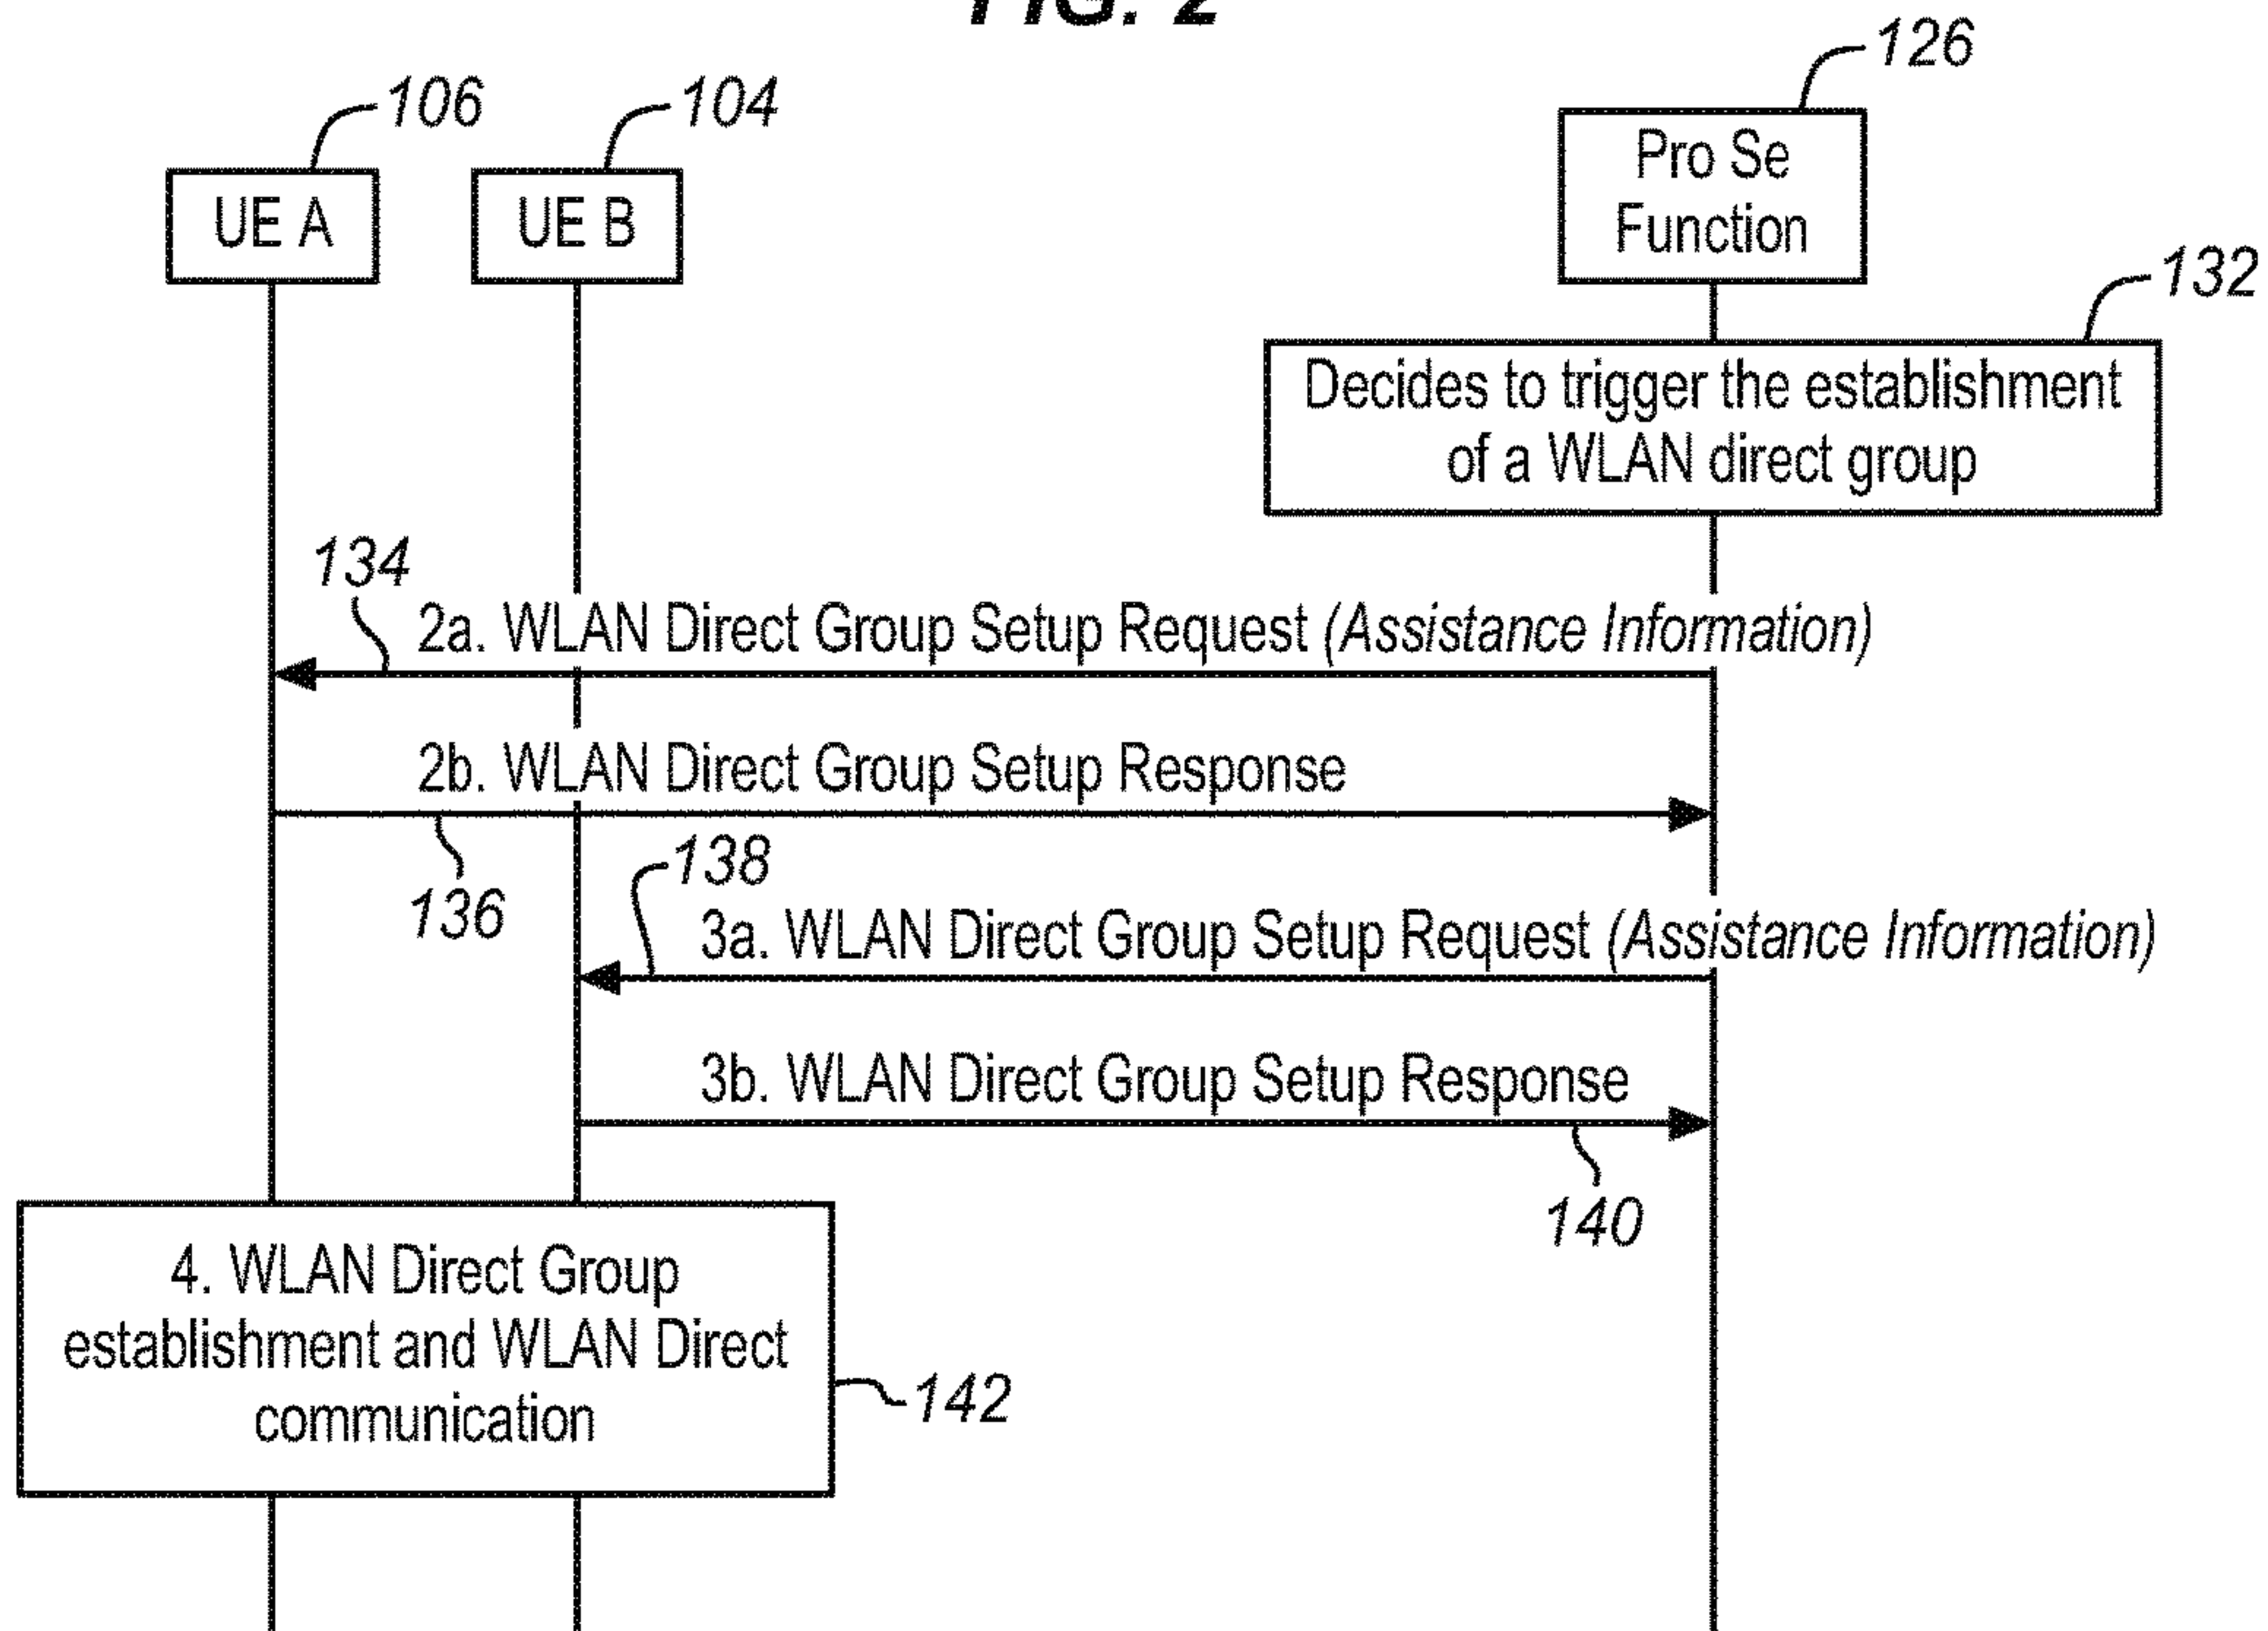 FIG. 2
126
106
104
Pro Se
Function
UE A
UE B
132
Decides to trigger the establishment
of a WLAN direct group
134
2a. WLAN Direct Group Setup Request (Assistance Information)
2b. WLAN Direct Group Setup Response
136
138
3a. WLAN Direct Group Setup Request (Assistance Information)
3b. WLAN Direct Group Setup Response
140
4. WLAN Direct Group
establishment and WLAN Direct
communication
142